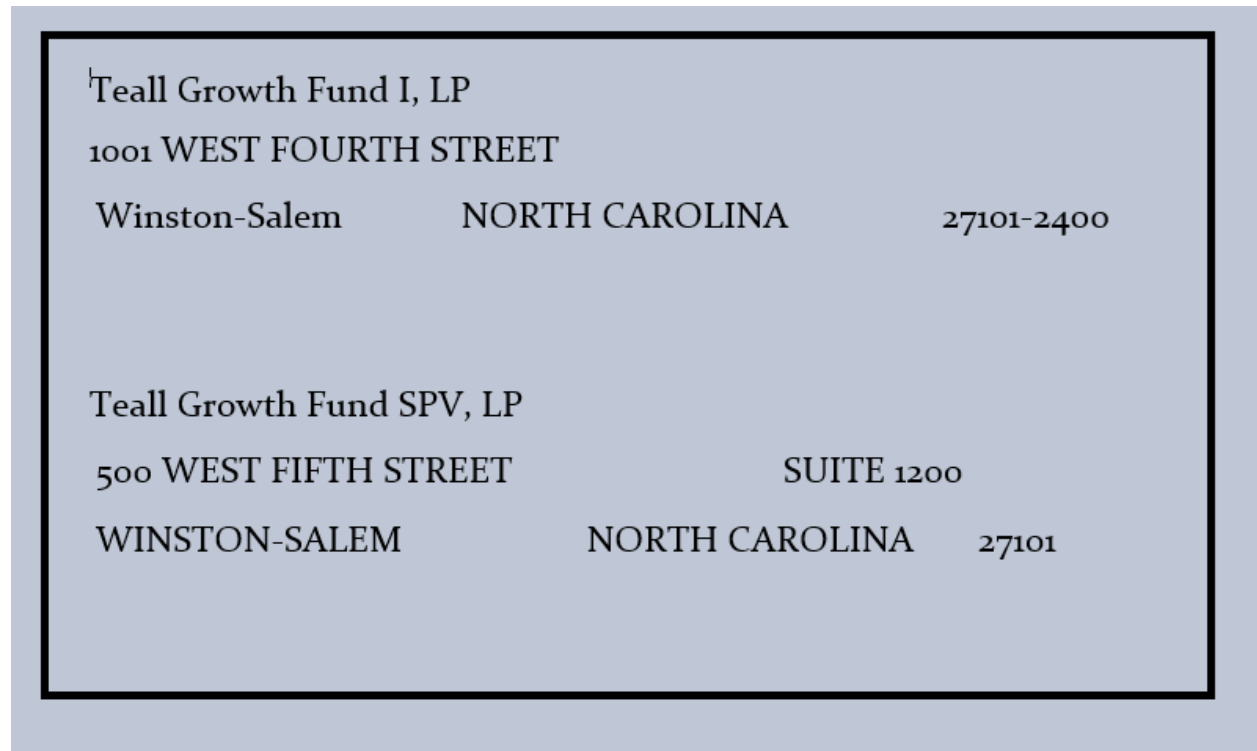 Teall Growth Fund I, LP
1001 WEST FOURTH STREET
Winston-Salem NORTH CAROLINA 27101-2400
Teall Growth Fund SPV, LP
500 WEST FIFTH STREET SUITE 1200
WINSTON-SALEM NORTH CAROLINA 27101